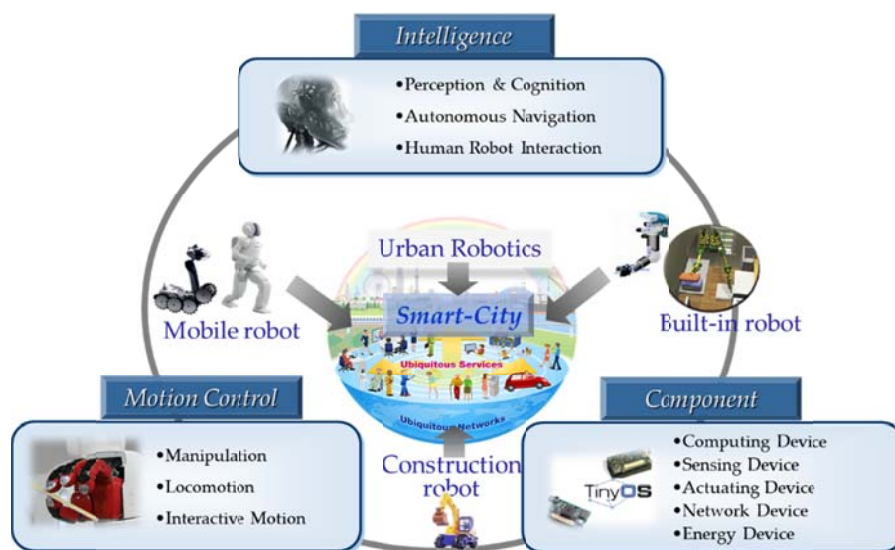 Intelligence
•Perception & Cognition
•Autonomous Navigation
•Human Robot Interaction
Urban Robotics
Smart-City
Mobile robot
Built-in robot
Ubiquitous Services
Ubiquitous Networks
Motion Control
•Manipulation
•Locomotion
•Interactive Motion
Construction
robot
Component
•Computing Device
•Sensing Device
•Actuating Device
•Network Device
•Energy Device
TinyOS